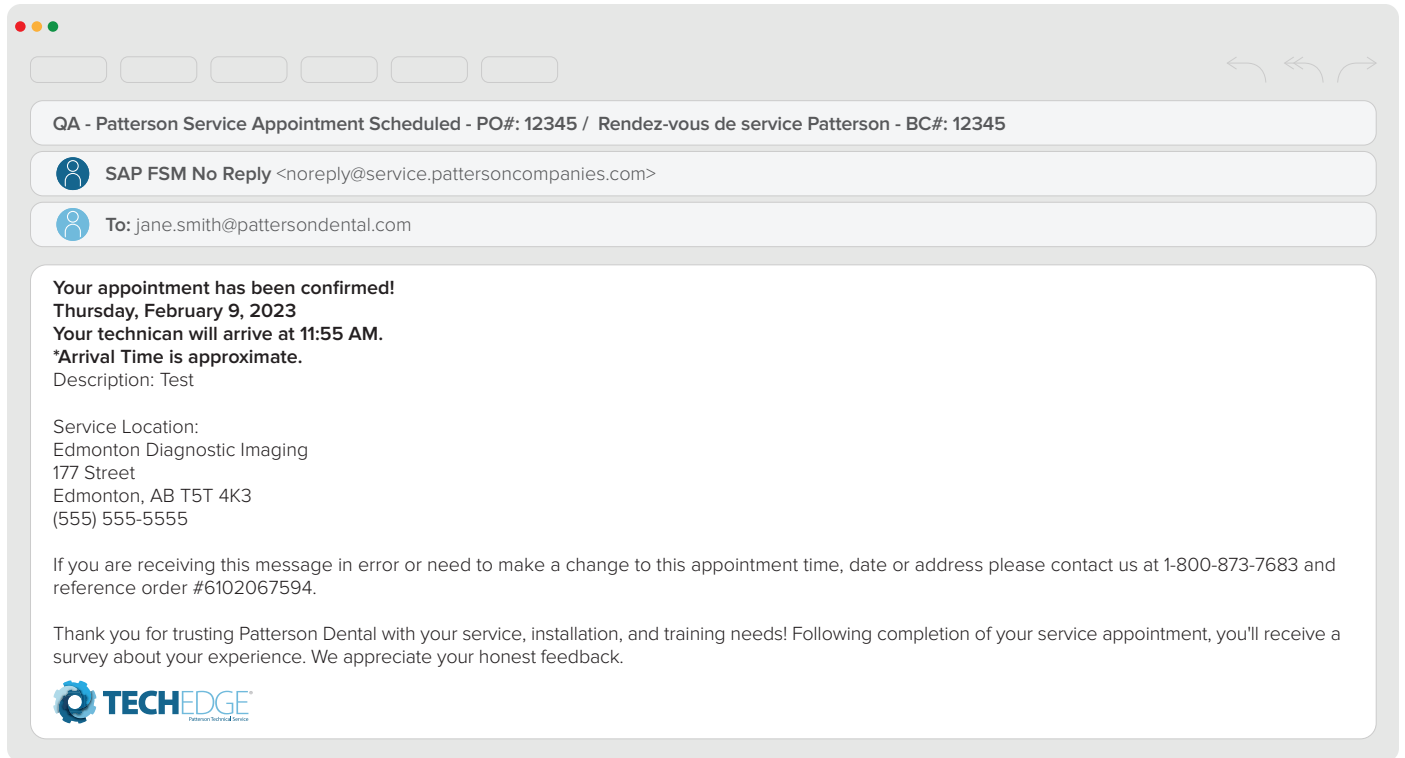 QA - Patterson Service Appointment Scheduled - PO#: 12345 / Rendez-vous de service Patterson - BC#: 12345
SAP FSM No Reply <noreply@service.pattersoncompanies.com>
To: jane.smith@pattersondental.com
Your appointment has been confirmed!
Thursday, February 9, 2023
Your technican will arrive at 11:55 AM.
*Arrival Time is approximate.
Description: Test
Service Location:
Edmonton Diagnostic Imaging
177 Street
Edmonton, AB T5T 4K3
(555) 555-5555
If you are receiving this message in error or need to make a change to this appointment time, date or address please contact us at 1-800-873-7683 and
reference order #6102067594.
Thank you for trusting Patterson Dental with your service, installation, and training needs! Following completion of your service appointment, you'll receive a
survey about your experience. We appreciate your honest feedback.
TECHEDGE®
Patterson Technical Service